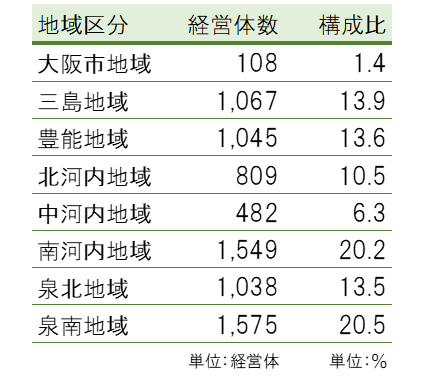 地域区分 経営体数 構成比
大阪市地域 108 1.4
三島地域 1,067 13.9
豊能地域 1,045 13.6
北河内地域 809 10.5
中河内地域 482 6.3
南河内地域 1,549 20.2
泉北地域 1,038 13.5
泉南地域 1,575 20.5
単位：経営体 単位：％